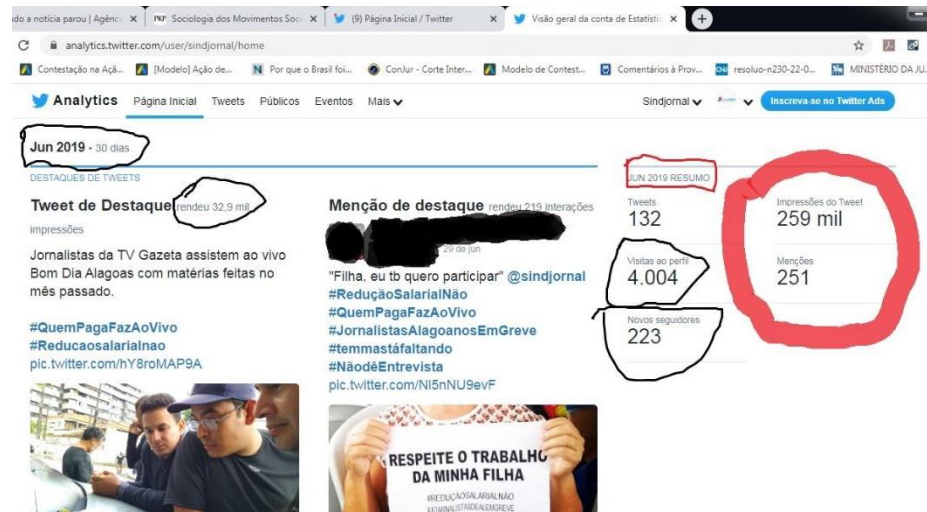 do a notícia parou | Agênci
Sociologia dos Movimentos Soci
(9) Página Inicial / Twitter
Visão geral da conta de Estatístic
analytics.twitter.com/user/sindjornal/home
Contestação na Açã...
[Modelo] Ação de...
Por que o Brasil foi...
ConJur - Corte Inter...
Modelo de Contest...
Comentários à Prov...
resoluo-n230-22-0...
MINISTÉRIO DA JU
Analytics Página Inicial Tweets Públicos Eventos Mais
Sindjornal
Inscreva-se no Twitter Ads
Jun 2019 • 30 dias
DESTAQUES DE TWEETS
Tweet de Destaque rendeu 32,9 mil
impressões
Jornalistas da TV Gazeta assistem ao vivo
Bom Dia Alagoas com matérias feitas no
mês passado.
#QuemPagaFazAoVivo
#Reducaosalarialnao
pic.twitter.com/hY8roMAP9A
Menção de destaque rendeu 219 interações
29 de jun
"Filha, eu tb quero participar" @sindjornal
#ReduçãoSalarialNão
#QuemPagaFazAoVivo
#JornalistasAlagoanosEmGreve
#temmastáfaltando
#NãodêEntrevista
pic.twitter.com/NI5nNU9evF
RESPEITE O TRABALHO
DA MINHA FILHA
#REDUÇÃOSALARIALNÃO
JUN 2019 RESUMO
Tweets
132
Impressões do Tweet
259 mil
Visitas ao perfil
4.004
Menções
251
Novos seguidores
223